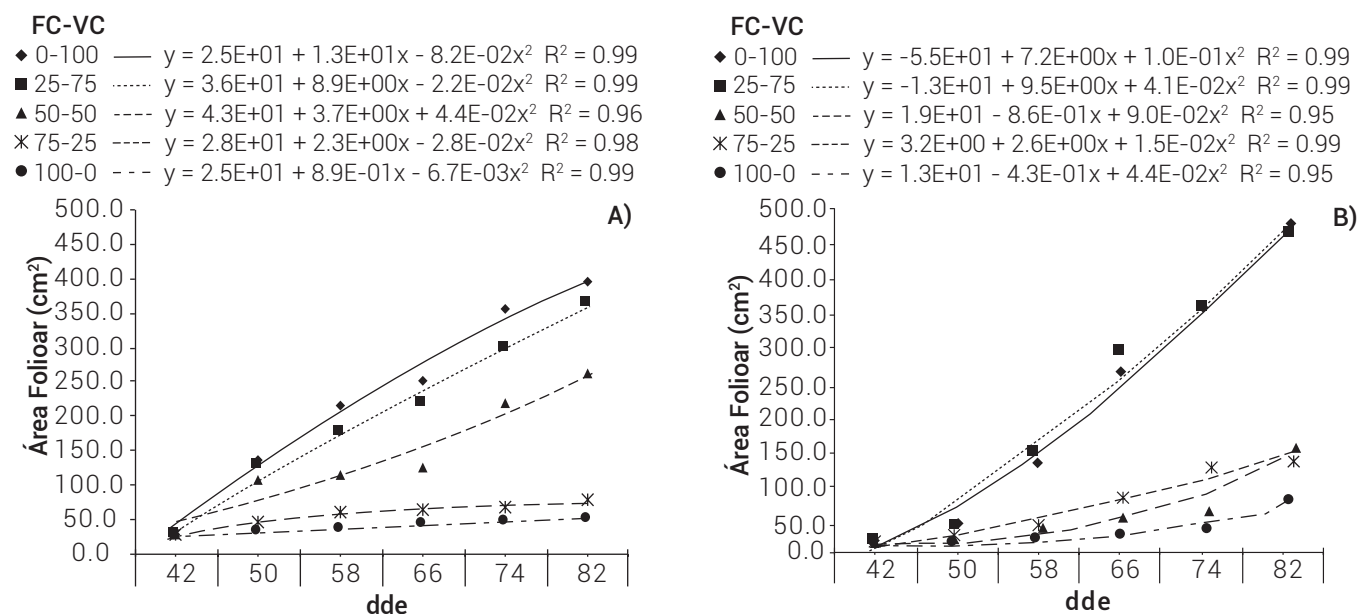 FC-VC
0-100 y = 2.5E+01 + 1.3E+01x - 8.2E-02x² R² = 0.99
25-75 y = 3.6E+01 + 8.9E+00x - 2.2E-02x² R² = 0.99
50-50 y = 4.3E+01 + 3.7E+00x + 4.4E-02x² R² = 0.96
75-25 y = 2.8E+01 + 2.3E+00x - 2.8E-02x² R² = 0.98
100-0 y = 2.5E+01 + 8.9E-01x - 6.7E-03x² R² = 0.99
A)
Área Folioar (cm²)
500.0
450.0
400.0
350.0
300.0
250.0
200.0
150.0
100.0
50.0
0.0
42 50 58 66 74 82
dde
FC-VC
0-100 y = -5.5E+01 + 7.2E+00x + 1.0E-01x² R² = 0.99
25-75 y = -1.3E+01 + 9.5E+00x + 4.1E-02x² R² = 0.99
50-50 y = 1.9E+01 - 8.6E-01x + 9.0E-02x² R² = 0.95
75-25 y = 3.2E+00 + 2.6E+00x + 1.5E-02x² R² = 0.99
100-0 y = 1.3E+01 - 4.3E-01x + 4.4E-02x² R² = 0.95
B)
Área Folioar (cm²)
500.0
450.0
400.0
350.0
300.0
250.0
200.0
150.0
100.0
50.0
0.0
42 50 58 66 74 82
dde